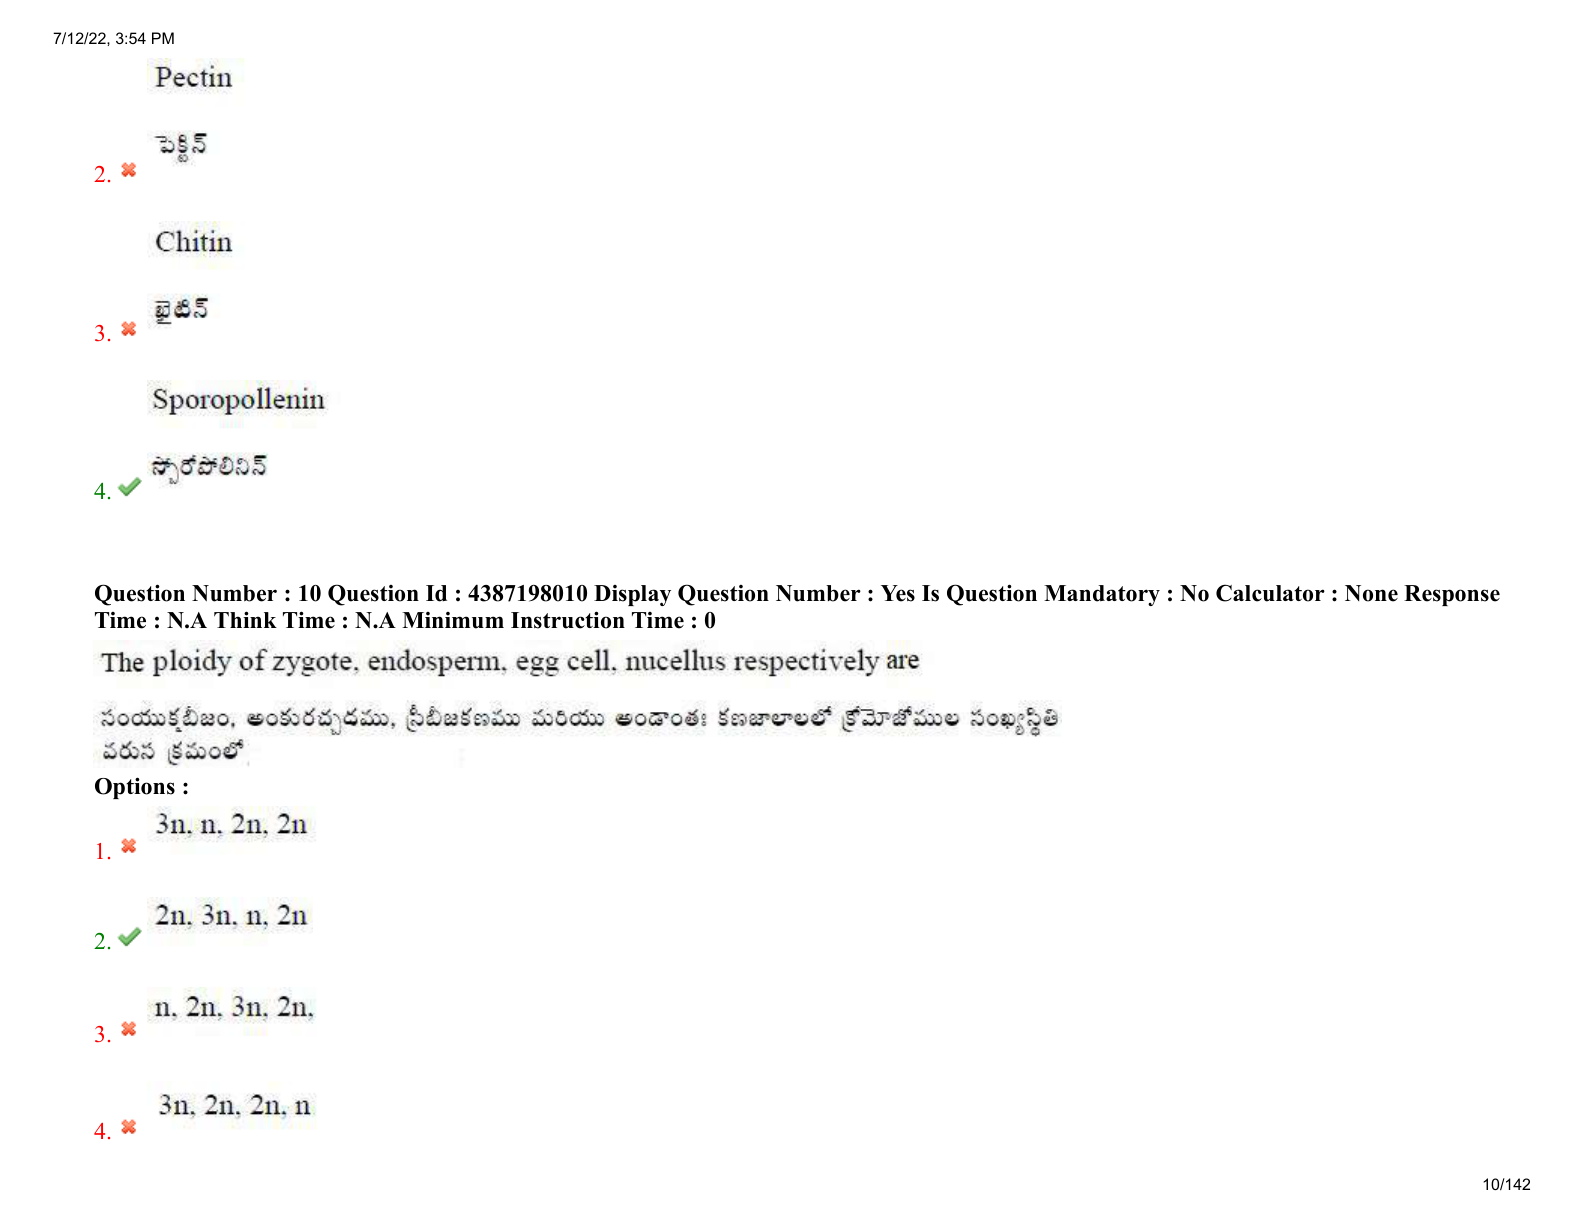 7/12/22, 3:54 PM
Pectin
పెక్టిన్
2.
Chitin
ఖైటిన్
3.
Sporopollenin
స్పోరోపొలినిన్
4.
Question Number : 10 Question Id : 4387198010 Display Question Number : Yes Is Question Mandatory : No Calculator : None Response
Time : N.A Think Time : N.A Minimum Instruction Time : 0
The ploidy of zygote, endosperm, egg cell, nucellus respectively are
సంయుక్తబీజం, అంకురచ్ఛదము, స్త్రీబీజకణము మరియు అండాంతః కణజాలాలలో క్రోమోజోముల సంఖ్యస్థితి
వరుస క్రమంలో
Options :
3n, n, 2n, 2n
1.
2n, 3n, n, 2n
2.
n, 2n, 3n, 2n,
3.
3n, 2n, 2n, n
4.
10/142